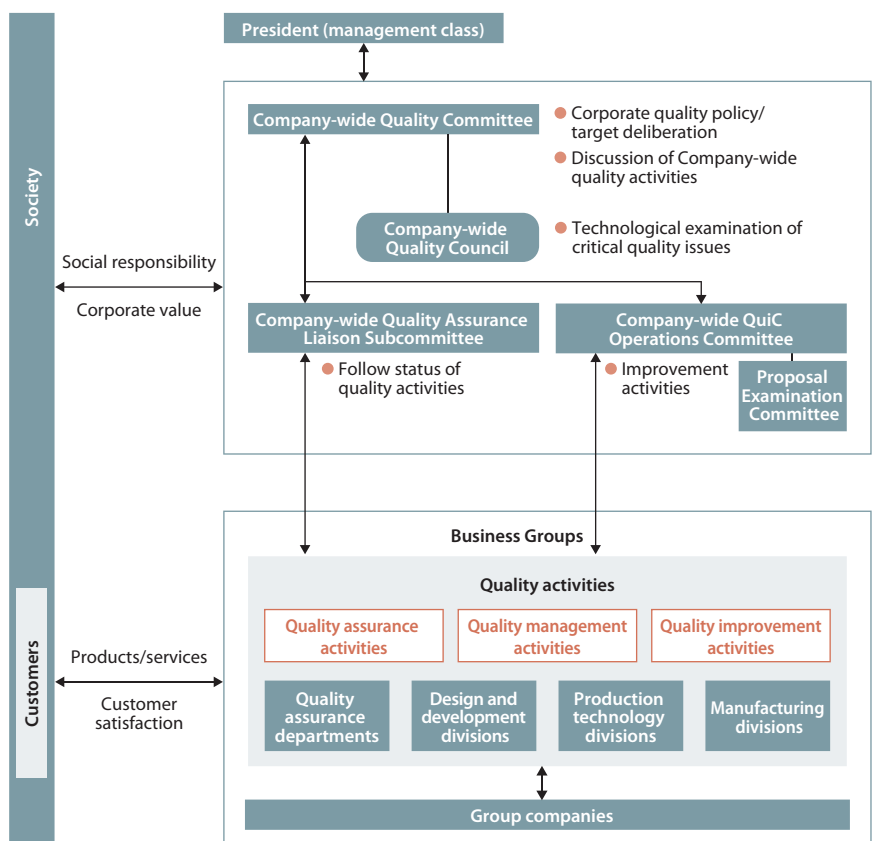 President (management class)
Company-wide Quality Committee
Corporate quality policy/
target deliberation
Discussion of Company-wide
quality activities
Company-wide
Quality Council
Technological examination of
critical quality issues
Society
Social responsibility
Corporate value
Company-wide Quality Assurance
Liaison Subcommittee
Follow status of
quality activities
Company-wide QuiC
Operations Committee
Improvement
activities
Proposal
Examination
Committee
Business Groups
Quality activities
Quality assurance
activities
Quality management
activities
Quality improvement
activities
Customers
Products/services
Customer
satisfaction
Quality
assurance
departments
Design and
development
divisions
Production
technology
divisions
Manufacturing
divisions
Group companies